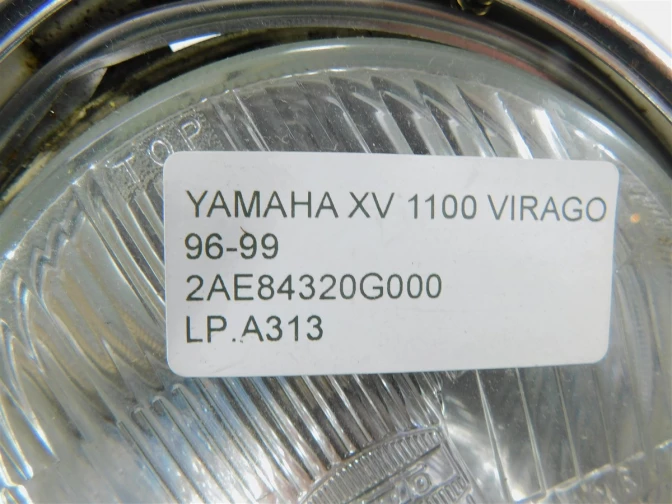 TOP
YAMAHA XV 1100 VIRAGO
96-99
2AE84320G000
LP.A313